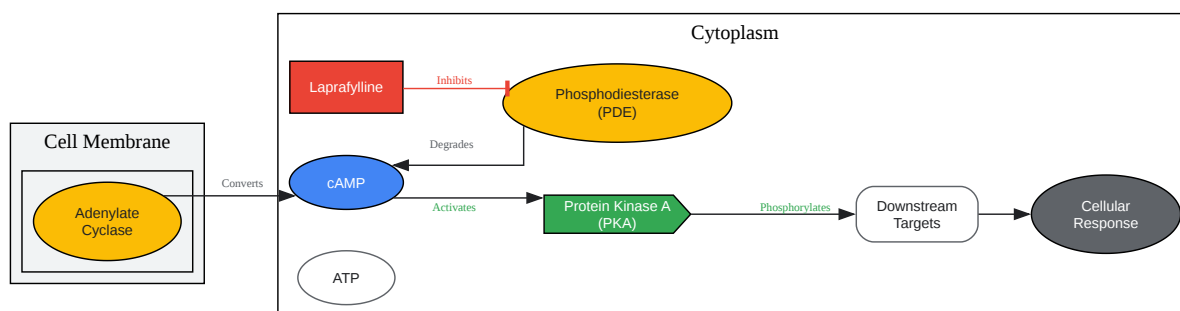 Cytoplasm
Laprafylline
Inhibits
Phosphodiesterase
(PDE)
Cell Membrane
Degrades
Adenylate
Cyclase
Converts
cAMP
Activates
Protein Kinase A
(PKA)
Phosphorylates
Downstream
Targets
Cellular
Response
ATP